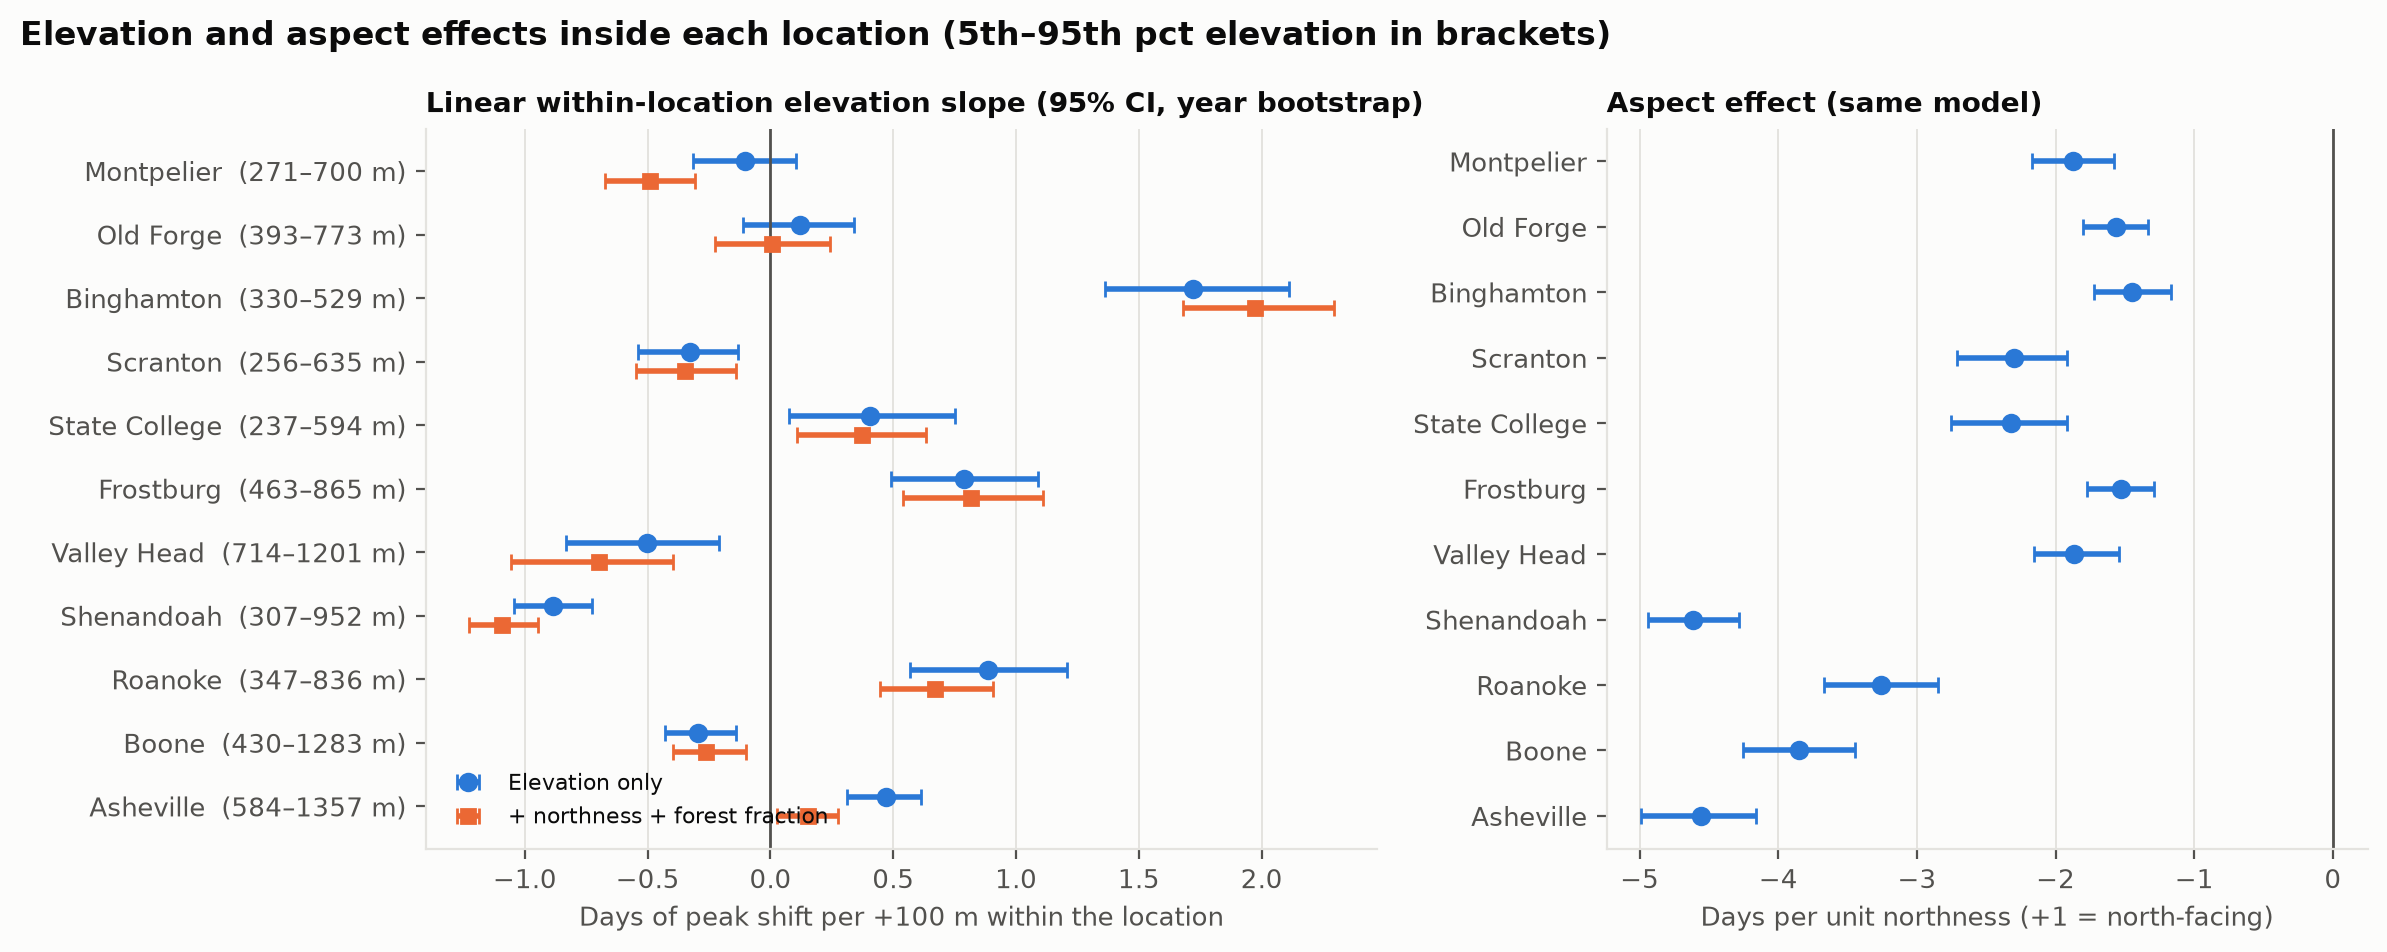 Elevation and aspect effects inside each location (5th–95th pct elevation in brackets)
Linear within-location elevation slope (95% CI, year bootstrap)
Montpelier (271–700 m)
Old Forge (393–773 m)
Binghamton (330–529 m)
Scranton (256–635 m)
State College (237–594 m)
Frostburg (463–865 m)
Valley Head (714–1201 m)
Shenandoah (307–952 m)
Roanoke (347–836 m)
Boone (430–1283 m)
Asheville (584–1357 m)
Elevation only
+ northness + forest fraction
−1.0 −0.5 0.0 0.5 1.0 1.5 2.0
Days of peak shift per +100 m within the location
Aspect effect (same model)
Montpelier
Old Forge
Binghamton
Scranton
State College
Frostburg
Valley Head
Shenandoah
Roanoke
Boone
Asheville
−5 −4 −3 −2 −1 0
Days per unit northness (+1 = north-facing)